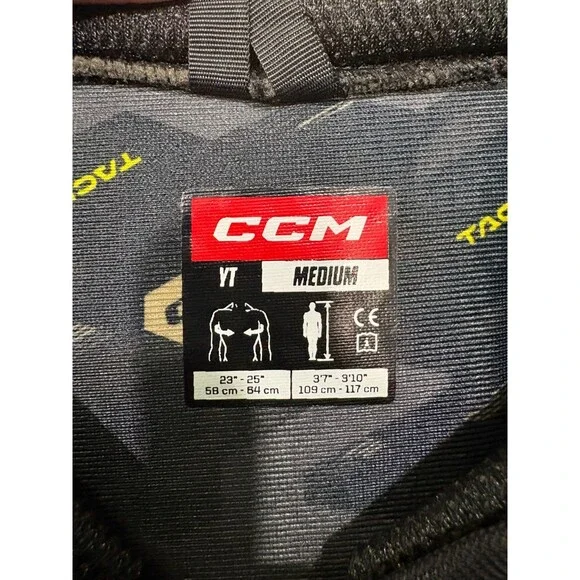 TAC
TAC
CCM
YT MEDIUM
CE
23" - 25"
58 cm - 64 cm
3'7" - 3'10"
109 cm - 117 cm